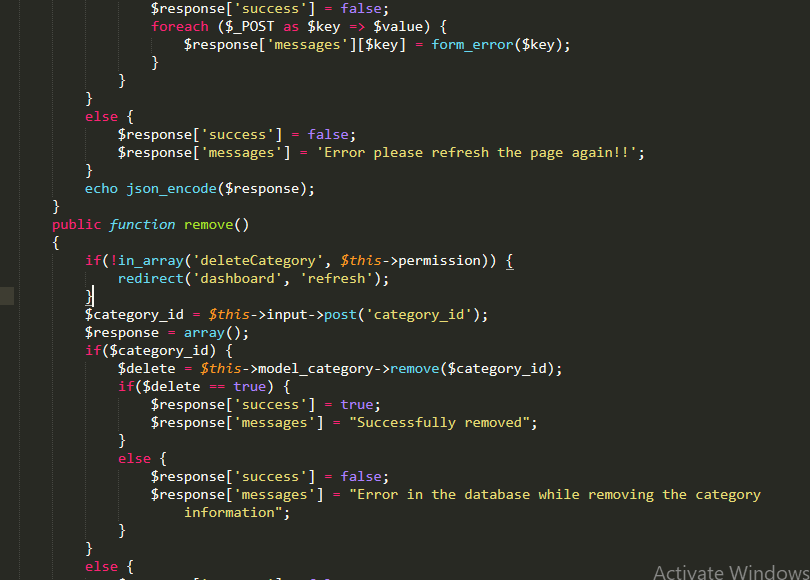 $response['success'] = false;
foreach ($_POST as $key => $value) {
$response['messages'][$key] = form_error($key);
}
}
}
else {
$response['success'] = false;
$response['messages'] = 'Error please refresh the page again!!';
}
echo json_encode($response);
}
public function remove()
{
if(!in_array('deleteCategory', $this->permission)) {
redirect('dashboard', 'refresh');
}
$category_id = $this->input->post('category_id');
$response = array();
if($category_id) {
$delete = $this->model_category->remove($category_id);
if($delete == true) {
$response['success'] = true;
$response['messages'] = "Successfully removed";
}
else {
$response['success'] = false;
$response['messages'] = "Error in the database while removing the category
information";
}
}
else {
Activate Windows